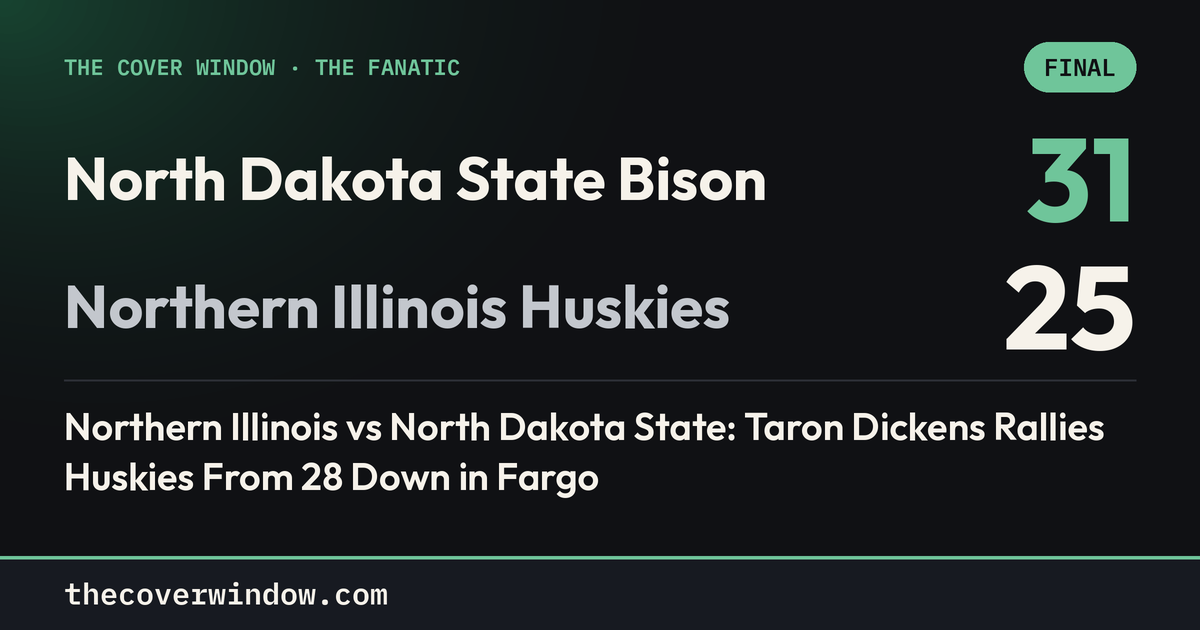 THE COVER WINDOW · THE FANATIC
FINAL
North Dakota State Bison 31
Northern Illinois Huskies 25
Northern Illinois vs North Dakota State: Taron Dickens Rallies
Huskies From 28 Down in Fargo
thecoverwindow.com